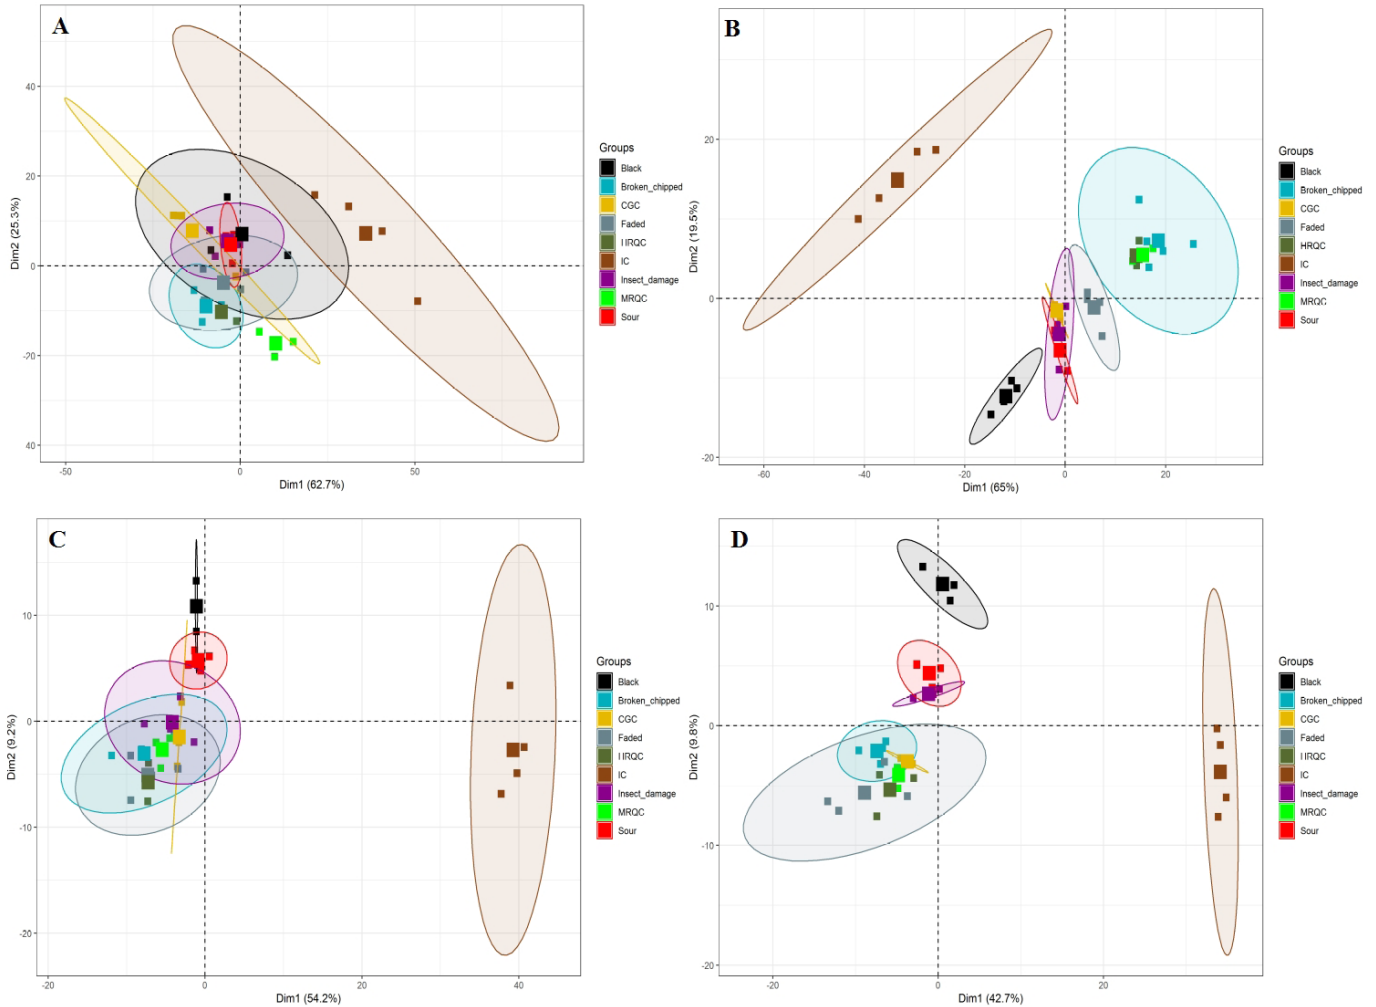 A
40
20
0
20
40
-50
0
50
Dim1 (62.7%)
Dim2 (25.3%)
Groups
Black
Broken_chipped
CGC
Faded
I IRQC
IC
Insect_damage
MRQC
Sour
B
20
0
-20
-60
-40
-20
0
20
Dim1 (65%)
Dim2 (19.5%)
Groups
Black
Broken_chipped
CGC
Faded
HRQC
IC
Insect_damage
MRQC
Sour
C
10
0
-10
-20
-20
0
20
40
Dim1 (54.2%)
Dim2 (9.2%)
Groups
Black
Broken_chipped
CGC
Faded
I IRQC
IC
Insect_damage
MRQC
Sour
D
10
0
-10
-20
-20
0
20
Dim1 (42.7%)
Dim2 (9.8%)
Groups
Black
Broken_chipped
CGC
Faded
I IRQC
IC
Insect_damage
MRQC
Sour